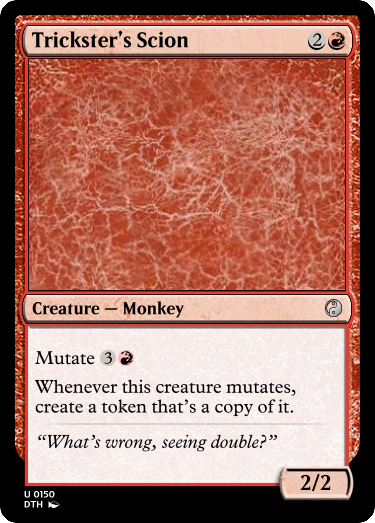 Trickster's Scion 2
Creature — Monkey
Mutate 3
Whenever this creature mutates,
create a token that's a copy of it.
"What's wrong, seeing double?"
2/2
U 0150
DTH